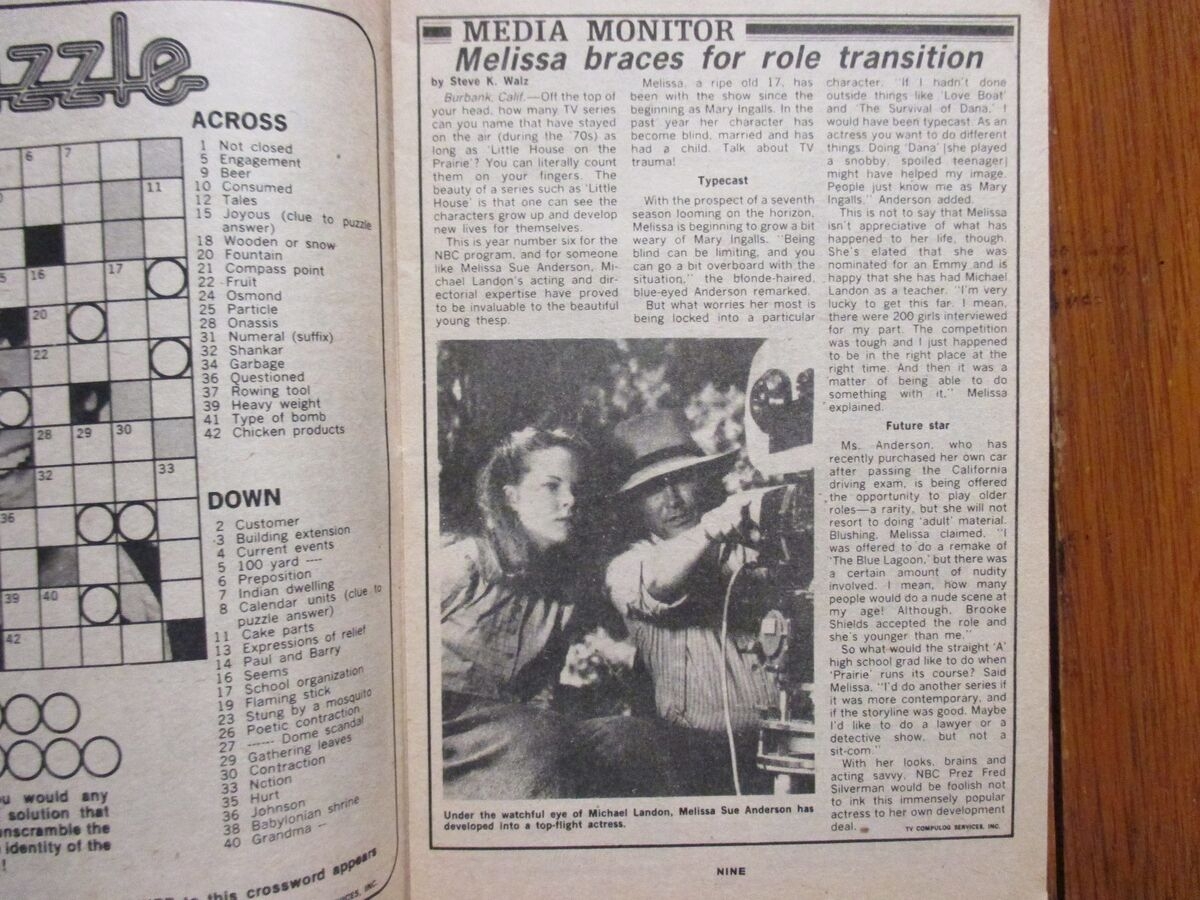 zzle
ACROSS
1 Not closed
5 Engagement
9 Beer
10 Consumed
12 Tales
15 Joyous (clue to puzzle
answer)
18 Wooden or snow
20 Fountain
21 Compass point
22 Fruit
24 Osmond
25 Particle
28 Onassis
31 Numeral (suffix)
32 Shankar
34 Garbage
36 Questioned
37 Rowing tool
39 Heavy weight
41 Type of bomb
42 Chicken products
DOWN
2 Customer
3 Building extension
4 Current events
5 100 yard ----
6 Preposition
7 Indian dwelling
8 Calendar units (clue to
puzzle answer)
11 Cake parts
13 Expressions of relief
14 Paul and Barry
16 Seems
17 School organization
19 Flaming stick
23 Stung by a mosquito
26 Poetic contraction
27 ------ Dome scandal
29 Gathering leaves
30 Contraction
33 Notion
35 Hurt
36 Johnson
38 Babylonian shrine
40 Grandma --
6 7
11
16 17
20
22
28 29 30
32 33
36
39 40
42
u would any
solution that
nscramble the
identity of the
!
this crossword appears
MEDIA MONITOR
Melissa braces for role transition
by Steve K. Walz
Burbank, Calif.—Off the top of
your head, how many TV series
can you name that have stayed
on the air (during the '70s) as
long as 'Little House on the
Prairie'? You can literally count
them on your fingers. The
beauty of a series such as 'Little
House' is that one can see the
characters grow up and develop
new lives for themselves.
This is year number six for the
NBC program, and for someone
like Melissa Sue Anderson, Mi-
chael Landon's acting and dir-
ectorial expertise have proved
to be invaluable to the beautiful
young thesp.
Melissa, a ripe old 17, has
been with the show since the
beginning as Mary Ingalls. In the
past year her character has
become blind, married and has
had a child. Talk about TV
trauma!
Typecast
With the prospect of a seventh
season looming on the horizon,
Melissa is beginning to grow a bit
weary of Mary Ingalls. "Being
blind can be limiting, and you
can go a bit overboard with the
situation," the blonde-haired,
blue-eyed Anderson remarked.
But what worries her most is
being locked into a particular
character. "If I hadn't done
outside things like 'Love Boat'
and 'The Survival of Dana,' I
would have been typecast. As an
actress you want to do different
things. Doing 'Dana' (she played
a snobby, spoiled teenager)
might have helped my image.
People just know me as Mary
Ingalls," Anderson added.
This is not to say that Melissa
isn't appreciative of what has
happened to her life, though.
She's elated that she was
nominated for an Emmy and is
happy that she has had Michael
Landon as a teacher. "I'm very
lucky to get this far. I mean,
there were 200 girls interviewed
for my part. The competition
was tough and I just happened
to be in the right place at the
right time. And then it was a
matter of being able to do
something with it," Melissa
explained.
Future star
Ms. Anderson, who has
recently purchased her own car
after passing the California
driving exam, is being offered
the opportunity to play older
roles—a rarity, but she will not
resort to doing 'adult' material.
Blushing, Melissa claimed, "I
was offered to do a remake of
'The Blue Lagoon,' but there was
a certain amount of nudity
involved. I mean, how many
people would do a nude scene at
my age! Although, Brooke
Shields accepted the role and
she's younger than me."
So what would the straight 'A'
high school grad like to do when
'Prairie' runs its course? Said
Melissa, "I'd do another series if
it was more contemporary, and
if the storyline was good. Maybe
I'd like to do a lawyer or a
detective show, but not a
sit-com."
With her looks, brains and
acting savvy, NBC Prez Fred
Silverman would be foolish not
to ink this immensely popular
actress to her own development
deal.
TV COMPULOG SERVICES, INC.
Under the watchful eye of Michael Landon, Melissa Sue Anderson has
developed into a top-flight actress.
NINE